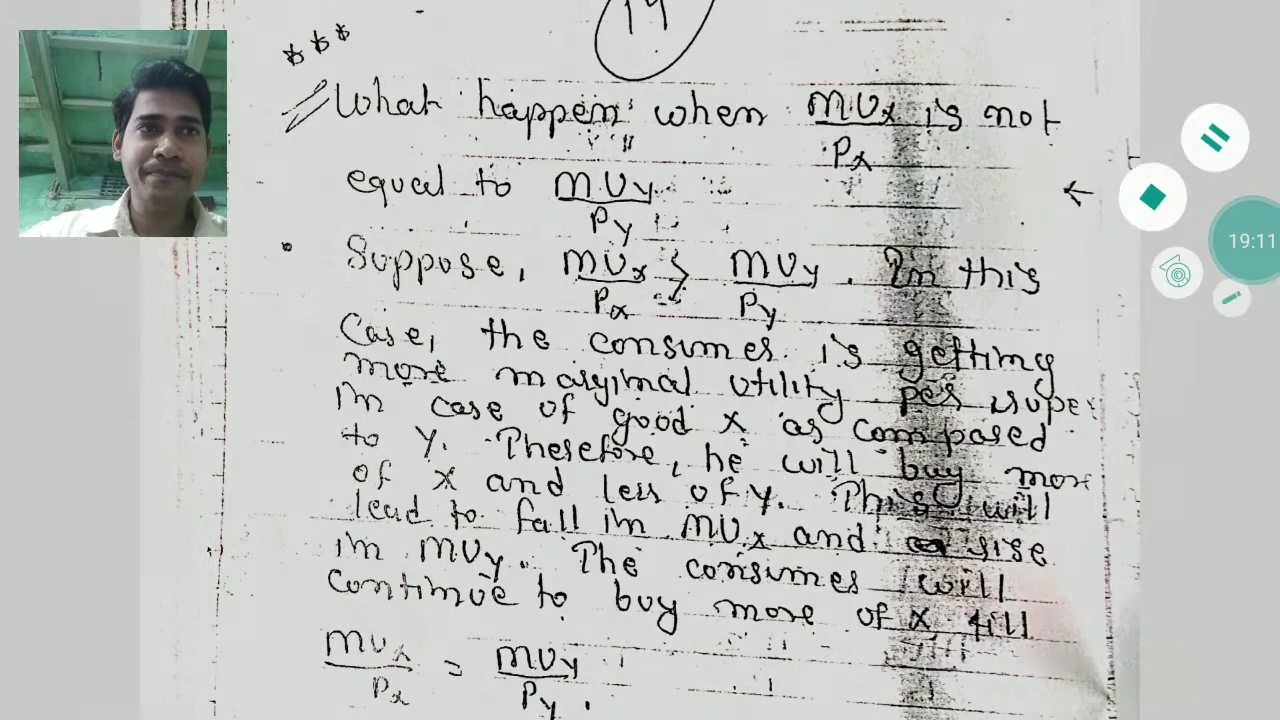 14
What happen when MUx/Px is not
equal to MUy/Py
Suppose, MUx/Px > MUy/Py. In this
Case, the consumer is getting
more marginal utility per rupe
in case of good x as compared
to Y. Therefore, he will buy more
of x and less of y. This will
lead to fall in MUx and rise
in MUy. The consumer will
continue to buy more of x till
MUx/Px = MUy/Py.
19:11